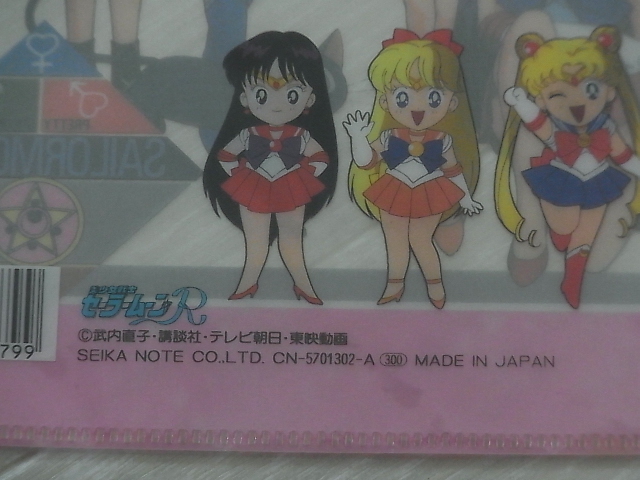 PRETTY
SAILORMO
799
美少女戦士
セーラームーンR
©武内直子・講談社・テレビ朝日・東映動画
SEIKA NOTE CO.,LTD. CN-5701302-A 300 MADE IN JAPAN